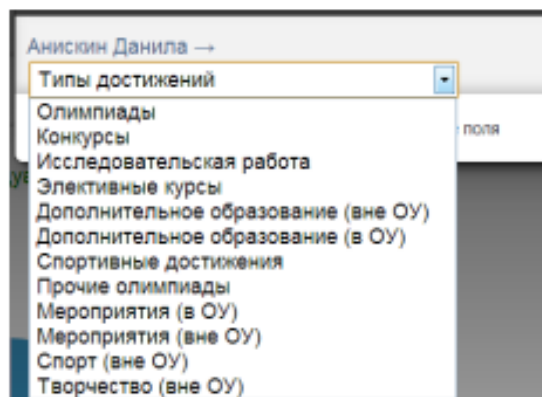 Анискин Данила →
Типы достижений
Олимпиады
Конкурсы
поля
Исследовательская работа
Элективные курсы
Дополнительное образование (вне ОУ)
Дополнительное образование (в ОУ)
Спортивные достижения
Прочие олимпиады
Мероприятия (в ОУ)
Мероприятия (вне ОУ)
Спорт (вне ОУ)
Творчество (вне ОУ)